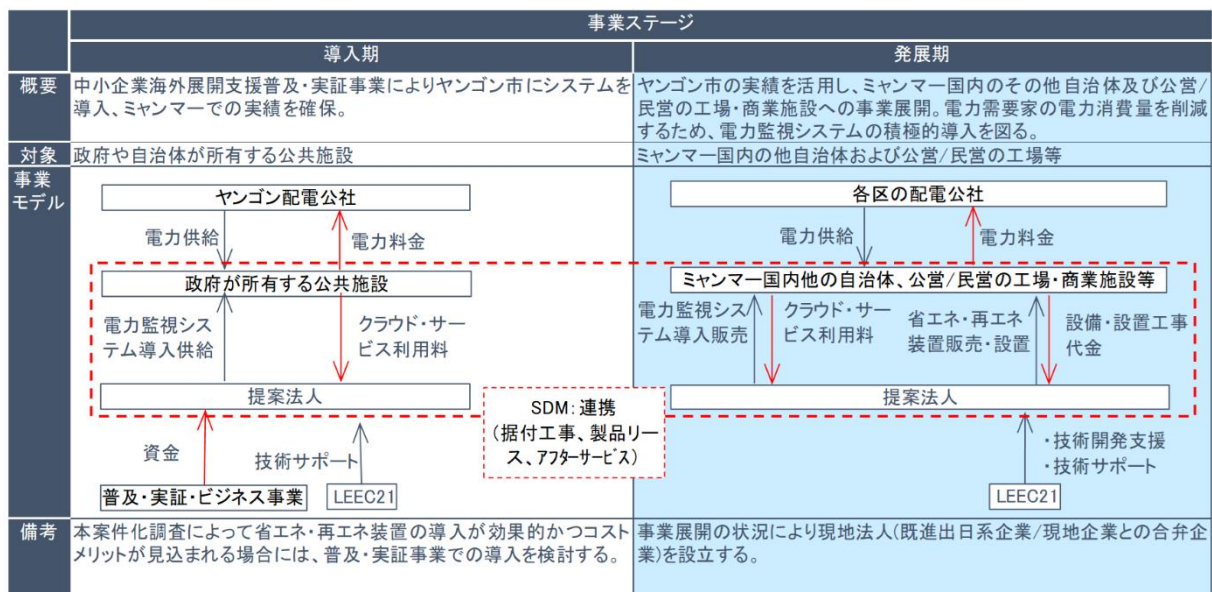 事業ステージ
導入期
発展期
概要
中小企業海外展開支援普及・実証事業によりヤンゴン市にシステムを
導入、ミャンマーでの実績を確保。
ヤンゴン市の実績を活用し、ミャンマー国内のその他自治体及び公営/
民営の工場・商業施設への事業展開。電力需要家の電力消費量を削減
するため、電力監視システムの積極的導入を図る。
対象
政府や自治体が所有する公共施設
ミャンマー国内の他自治体および公営/民営の工場等
事業
モデル
ヤンゴン配電公社
電力供給
電力料金
政府が所有する公共施設
電力監視シス
テム導入供給
クラウド・サー
ビス利用料
提案法人
資金
技術サポート
普及・実証・ビジネス事業
LEEC21
SDM：連携
（据付工事、製品リー
ス、アフターサービス）
各区の配電公社
電力供給
電力料金
ミャンマー国内他の自治体、公営/民営の工場・商業施設等
電力監視シス
テム導入販売
クラウド・サー
ビス利用料
省エネ・再エネ
装置販売・設置
設備・設置工事
代金
提案法人
・技術開発支援
・技術サポート
LEEC21
備考
本案件化調査によって省エネ・再エネ装置の導入が効果的かつコスト
メリットが見込まれる場合には、普及・実証事業での導入を検討する。
事業展開の状況により現地法人(既進出日系企業/現地企業との合弁企
業)を設立する。